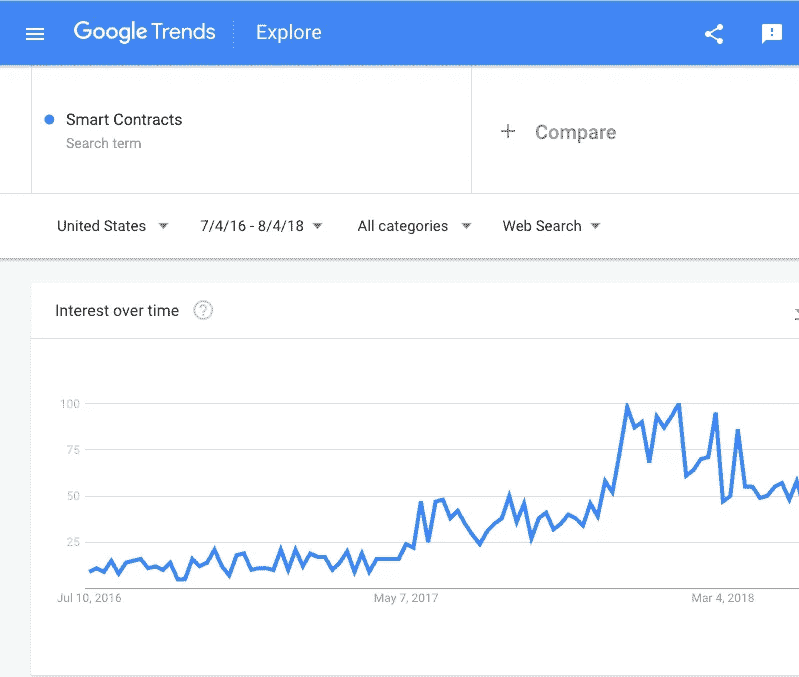 Google Trends Explore
Smart Contracts
Search term
+ Compare
United States 7/4/16 - 8/4/18 All categories Web Search
Interest over time ?
100
75
50
25
Jul 10, 2016 May 7, 2017 Mar 4, 2018